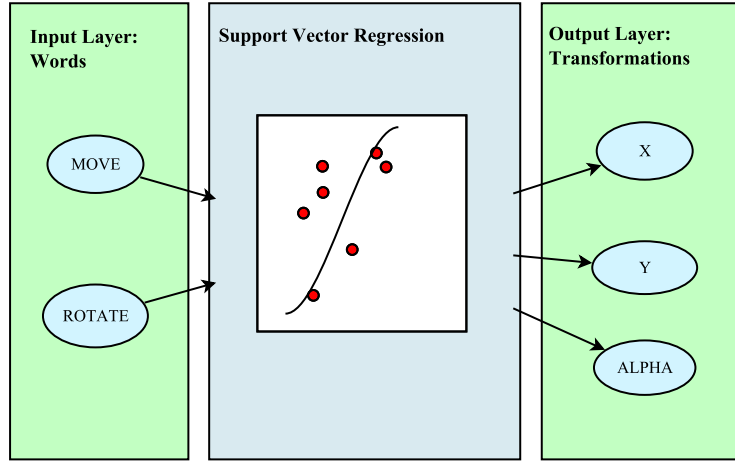 Input Layer:
Words
MOVE
ROTATE
Support Vector Regression
Output Layer:
Transformations
X
Y
ALPHA